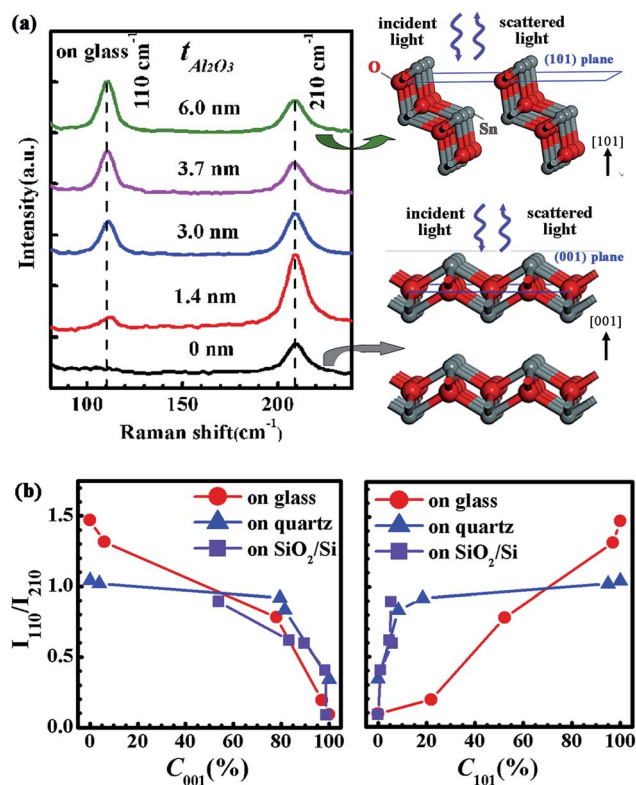 (a)
on glass
110 cm⁻¹
t Al2O3
210 cm⁻¹
6.0 nm
3.7 nm
3.0 nm
1.4 nm
0 nm
Intensity(a.u.)
100
150
200
Raman shift(cm⁻¹)
incident light
scattered light
(101) plane
O
Sn
[101]
incident light
scattered light
(001) plane
[001]
(b)
on glass
on quartz
on SiO₂/Si
1.5
1.0
0.5
0.0
I₁₁₀/I₂₁₀
0
20
40
60
80
100
C₀₀₁(%)
on glass
on quartz
on SiO₂/Si
0
20
40
60
80
100
C₁₀₁(%)